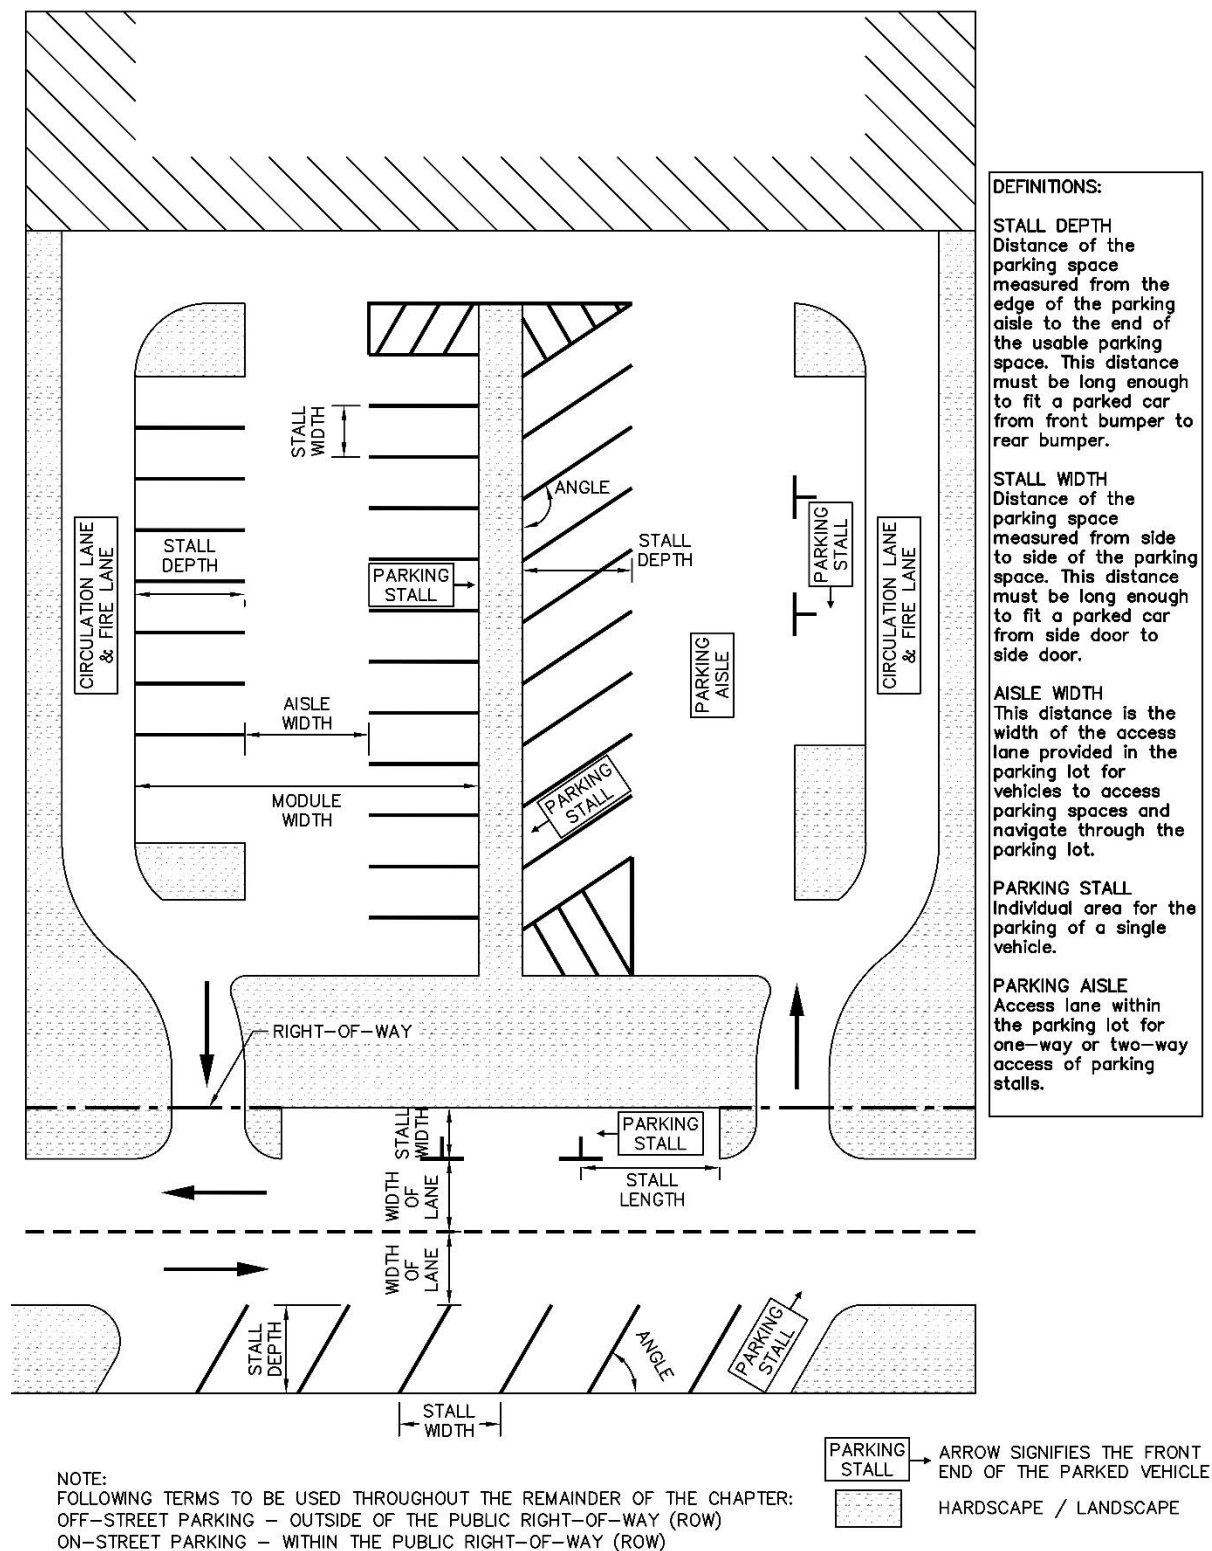 DEFINITIONS:
STALL DEPTH
Distance of the
parking space
measured from the
edge of the parking
aisle to the end of
the usable parking
space. This distance
must be long enough
to fit a parked car
from front bumper to
rear bumper.
STALL WIDTH
Distance of the
parking space
measured from side
to side of the parking
space. This distance
must be long enough
to fit a parked car
from side door to
side door.
AISLE WIDTH
This distance is the
width of the access
lane provided in the
parking lot for
vehicles to access
parking spaces and
navigate through the
parking lot.
PARKING STALL
Individual area for the
parking of a single
vehicle.
PARKING AISLE
Access lane within
the parking lot for
one-way or two-way
access of parking
stalls.
STALL
WIDTH
ANGLE
CIRCULATION LANE
& FIRE LANE
STALL
DEPTH
PARKING
STALL
STALL
DEPTH
PARKING
STALL
CIRCULATION LANE
& FIRE LANE
PARKING
AISLE
AISLE
WIDTH
MODULE
WIDTH
PARKING
STALL
RIGHT-OF-WAY
STALL
WIDTH
PARKING
STALL
STALL
LENGTH
WIDTH
OF
LANE
WIDTH
OF
LANE
STALL
DEPTH
ANGLE
PARKING
STALL
STALL
WIDTH
PARKING
STALL
ARROW SIGNIFIES THE FRONT
END OF THE PARKED VEHICLE
HARDSCAPE / LANDSCAPE
NOTE:
FOLLOWING TERMS TO BE USED THROUGHOUT THE REMAINDER OF THE CHAPTER:
OFF-STREET PARKING - OUTSIDE OF THE PUBLIC RIGHT-OF-WAY (ROW)
ON-STREET PARKING - WITHIN THE PUBLIC RIGHT-OF-WAY (ROW)